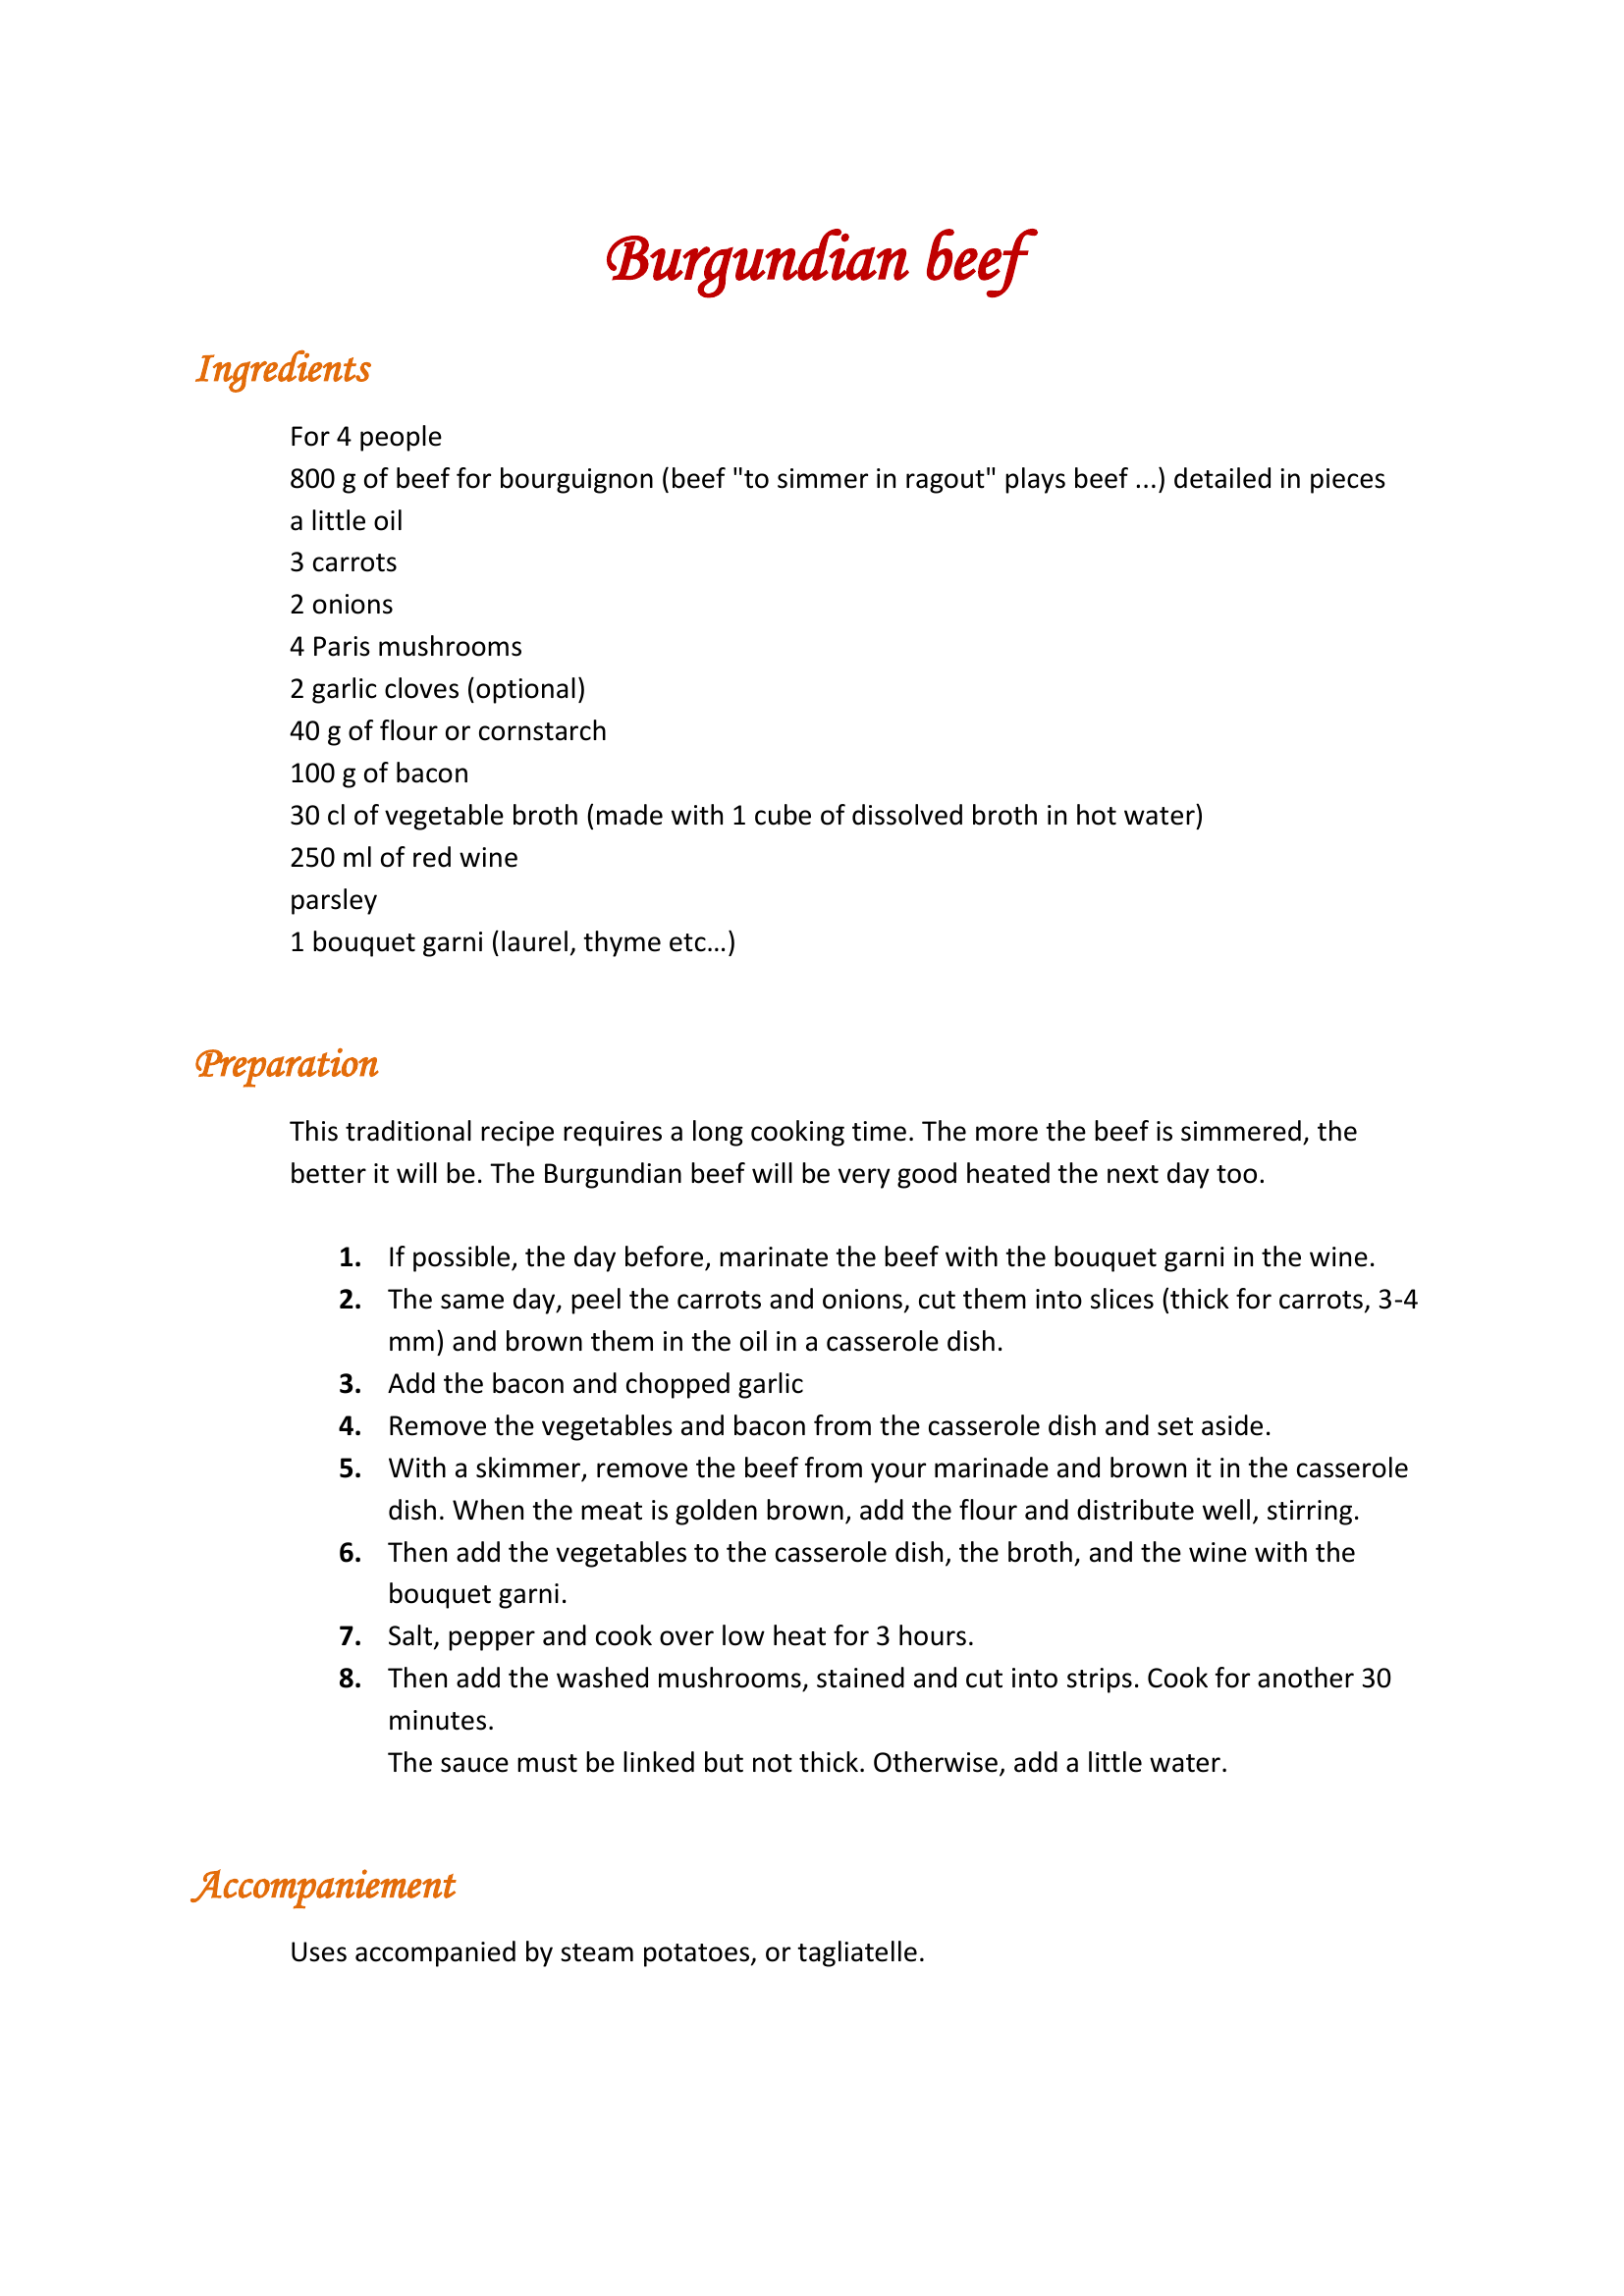 Burgundian beef
Ingredients
For 4 people
800 g of beef for bourguignon (beef "to simmer in ragout" plays beef ...) detailed in pieces
a little oil
3 carrots
2 onions
4 Paris mushrooms
2 garlic cloves (optional)
40 g of flour or cornstarch
100 g of bacon
30 cl of vegetable broth (made with 1 cube of dissolved broth in hot water)
250 ml of red wine
parsley
1 bouquet garni (laurel, thyme etc...)
Preparation
This traditional recipe requires a long cooking time. The more the beef is simmered, the
better it will be. The Burgundian beef will be very good heated the next day too.
1. If possible, the day before, marinate the beef with the bouquet garni in the wine.
2. The same day, peel the carrots and onions, cut them into slices (thick for carrots, 3-4
mm) and brown them in the oil in a casserole dish.
3. Add the bacon and chopped garlic
4. Remove the vegetables and bacon from the casserole dish and set aside.
5. With a skimmer, remove the beef from your marinade and brown it in the casserole
dish. When the meat is golden brown, add the flour and distribute well, stirring.
6. Then add the vegetables to the casserole dish, the broth, and the wine with the
bouquet garni.
7. Salt, pepper and cook over low heat for 3 hours.
8. Then add the washed mushrooms, stained and cut into strips. Cook for another 30
minutes.
The sauce must be linked but not thick. Otherwise, add a little water.
Accompaniement
Uses accompanied by steam potatoes, or tagliatelle.